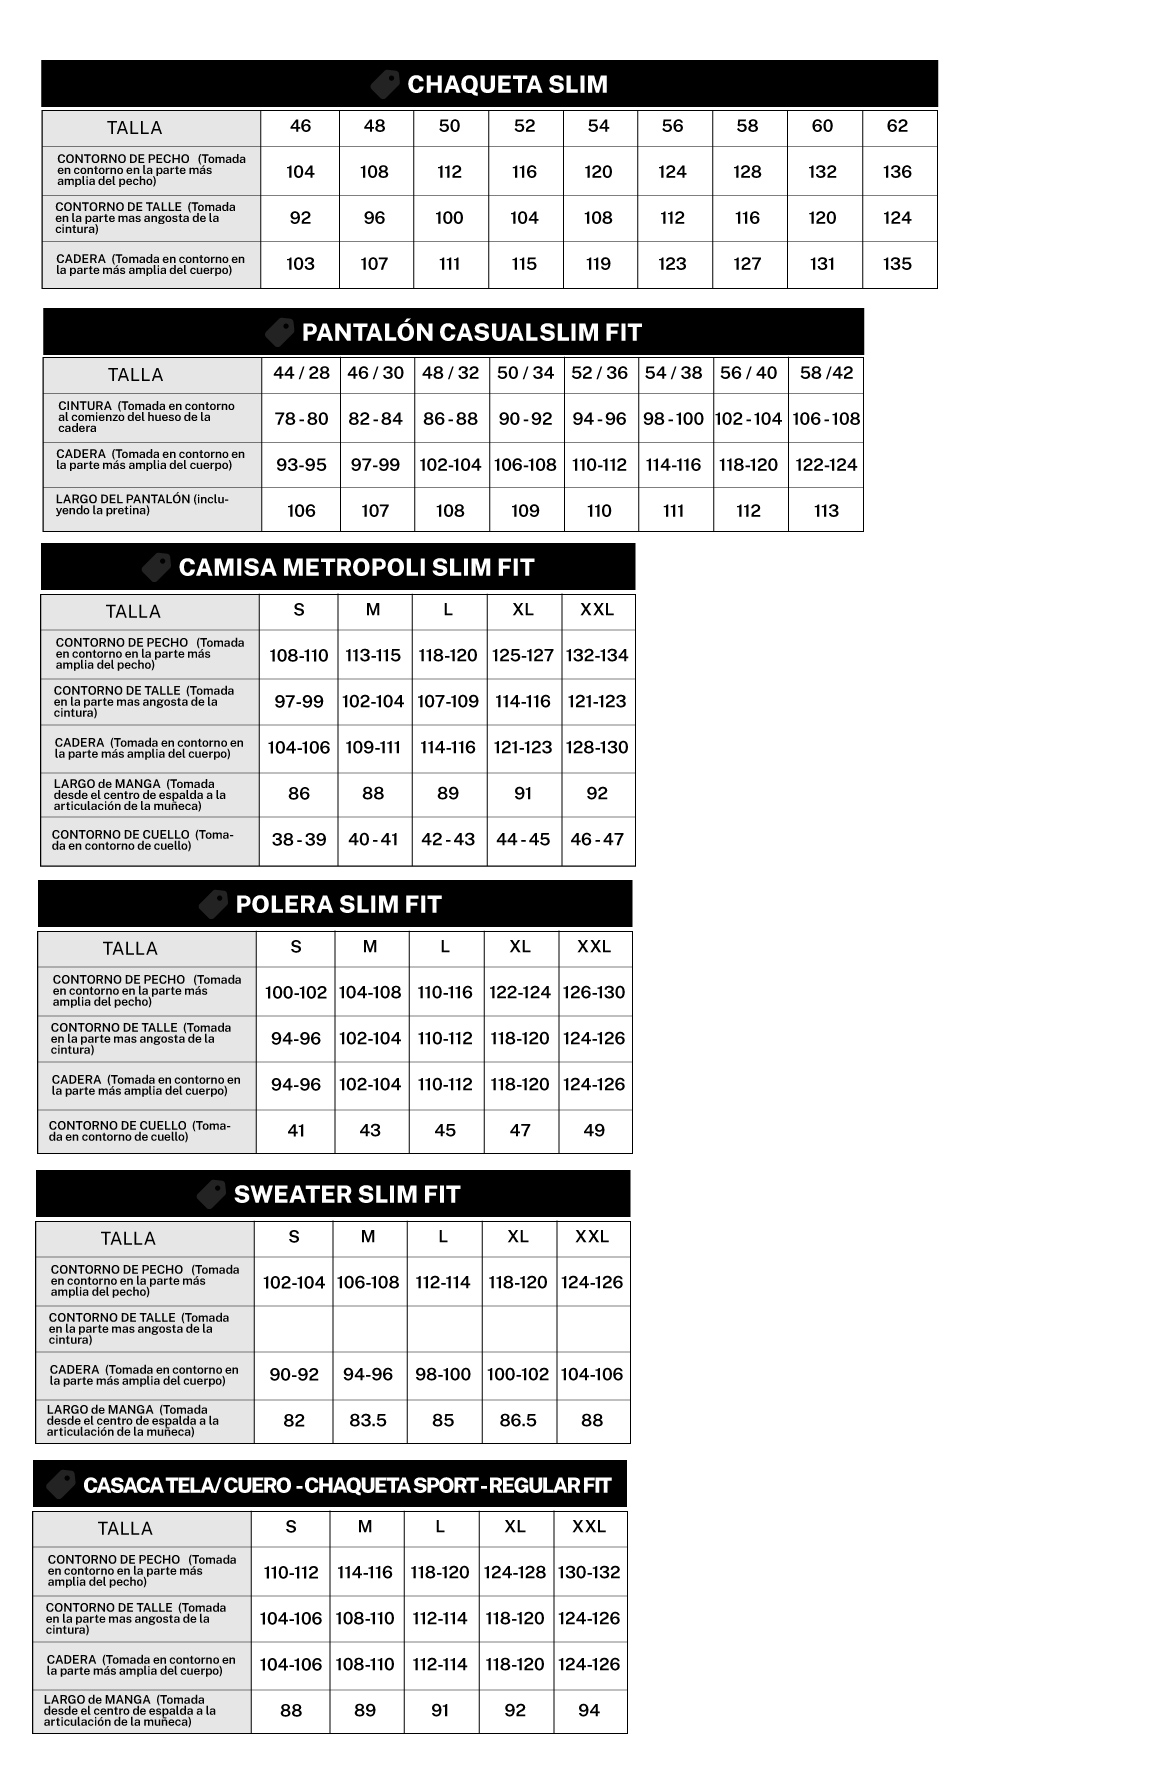 CHAQUETA SLIM
TALLA 46 48 50 52 54 56 58 60 62
CONTORNO DE PECHO (Tomada
en contorno en la parte más
amplia del pecho)
104 108 112 116 120 124 128 132 136
CONTORNO DE TALLE (Tomada
en la parte mas angosta de la
cintura)
92 96 100 104 108 112 116 120 124
CADERA (Tomada en contorno en
la parte más amplia del cuerpo)
103 107 111 115 119 123 127 131 135
PANTALÓN CASUALSLIM FIT
TALLA 44 / 28 46 / 30 48 / 32 50 / 34 52 / 36 54 / 38 56 / 40 58 /42
CINTURA (Tomada en contorno
al comienzo del hueso de la
cadera
78 - 80 82 - 84 86 - 88 90 - 92 94 - 96 98 - 100 102 - 104 106 - 108
CADERA (Tomada en contorno en
la parte más amplia del cuerpo)
93-95 97-99 102-104 106-108 110-112 114-116 118-120 122-124
LARGO DEL PANTALÓN (inclu-
yendo la pretina)
106 107 108 109 110 111 112 113
CAMISA METROPOLI SLIM FIT
TALLA S M L XL XXL
CONTORNO DE PECHO (Tomada
en contorno en la parte más
amplia del pecho)
108-110 113-115 118-120 125-127 132-134
CONTORNO DE TALLE (Tomada
en la parte mas angosta de la
cintura)
97-99 102-104 107-109 114-116 121-123
CADERA (Tomada en contorno en
la parte más amplia del cuerpo)
104-106 109-111 114-116 121-123 128-130
LARGO de MANGA (Tomada
desde el centro de espalda a la
articulación de la muñeca)
86 88 89 91 92
CONTORNO DE CUELLO (Toma-
da en contorno de cuello)
38 - 39 40 - 41 42 - 43 44 - 45 46 - 47
POLERA SLIM FIT
TALLA S M L XL XXL
CONTORNO DE PECHO (Tomada
en contorno en la parte más
amplia del pecho)
100-102 104-108 110-116 122-124 126-130
CONTORNO DE TALLE (Tomada
en la parte mas angosta de la
cintura)
94-96 102-104 110-112 118-120 124-126
CADERA (Tomada en contorno en
la parte más amplia del cuerpo)
94-96 102-104 110-112 118-120 124-126
CONTORNO DE CUELLO (Toma-
da en contorno de cuello)
41 43 45 47 49
SWEATER SLIM FIT
TALLA S M L XL XXL
CONTORNO DE PECHO (Tomada
en contorno en la parte más
amplia del pecho)
102-104 106-108 112-114 118-120 124-126
CONTORNO DE TALLE (Tomada
en la parte mas angosta de la
cintura)
CADERA (Tomada en contorno en
la parte más amplia del cuerpo)
90-92 94-96 98-100 100-102 104-106
LARGO de MANGA (Tomada
desde el centro de espalda a la
articulación de la muñeca)
82 83.5 85 86.5 88
CASACA TELA/ CUERO - CHAQUETA SPORT - REGULAR FIT
TALLA S M L XL XXL
CONTORNO DE PECHO (Tomada
en contorno en la parte más
amplia del pecho)
110-112 114-116 118-120 124-128 130-132
CONTORNO DE TALLE (Tomada
en la parte mas angosta de la
cintura)
104-106 108-110 112-114 118-120 124-126
CADERA (Tomada en contorno en
la parte más amplia del cuerpo)
104-106 108-110 112-114 118-120 124-126
LARGO de MANGA (Tomada
desde el centro de espalda a la
articulación de la muñeca)
88 89 91 92 94